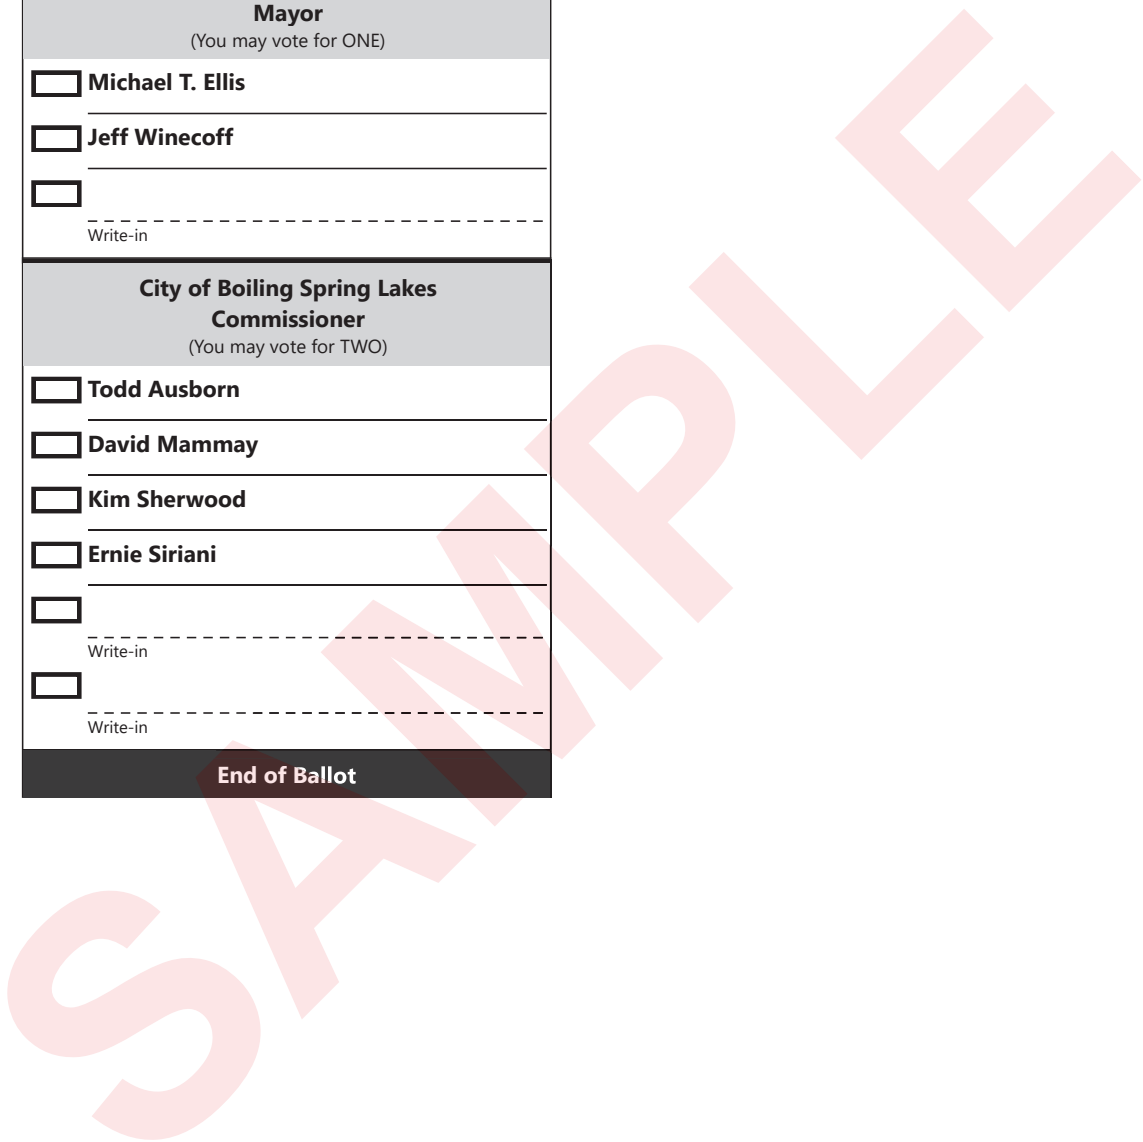 Mayor
(You may vote for ONE)
Michael T. Ellis
Jeff Winecoff
Write-in
City of Boiling Spring Lakes
Commissioner
(You may vote for TWO)
Todd Ausborn
David Mammay
Kim Sherwood
Ernie Siriani
Write-in
Write-in
End of Ballot
SAMPLE